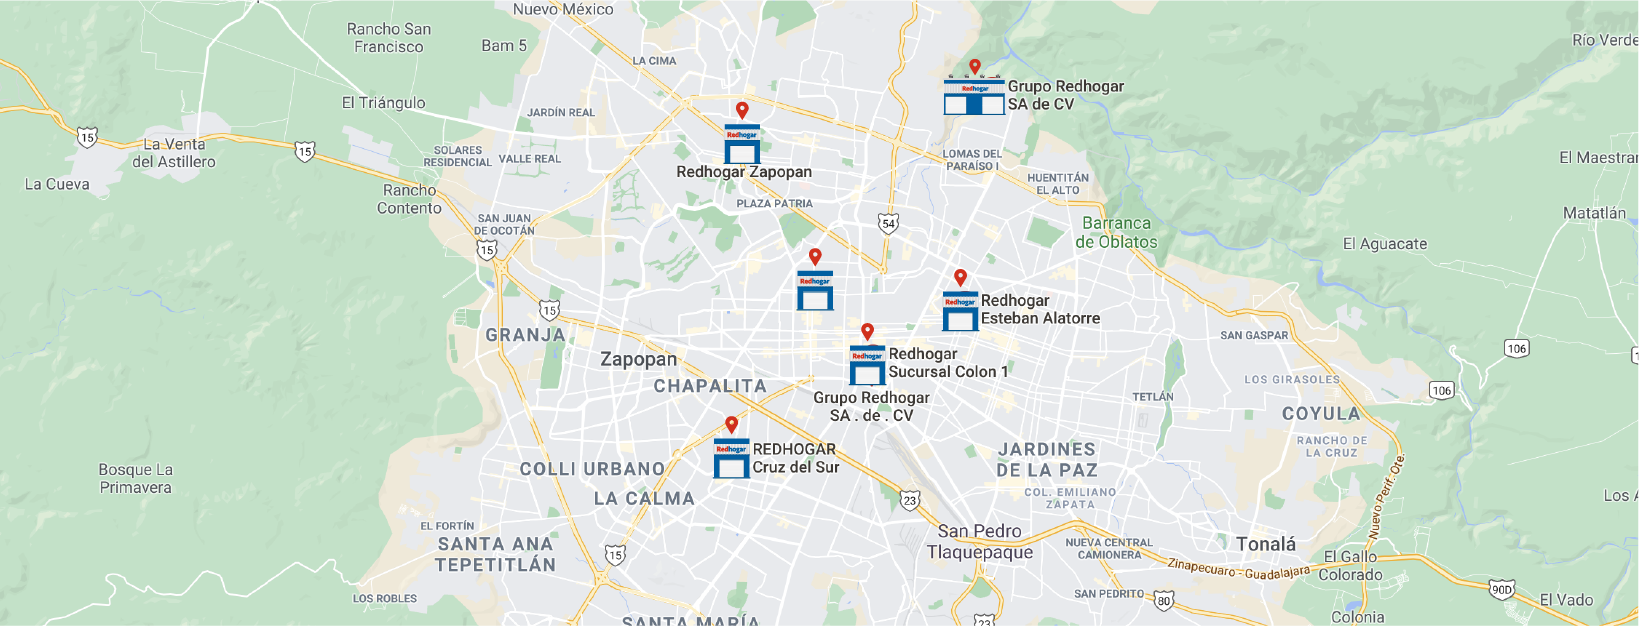 Nuevo México
Rancho San
Francisco
Bam 5
LA CIMA
Río Verde
Redhogar
Grupo Redhogar
SA de CV
El Triángulo
JARDÍN REAL
15
La Venta
del Astillero
15
SOLARES
RESIDENCIAL
VALLE REAL
Redhogar
Redhogar Zapopan
LOMAS DEL
PARAÍSO I
El Maestran
La Cueva
Rancho
Contento
HUENTITÁN
EL ALTO
PLAZA PATRIA
SAN JUAN
DE OCOTÁN
54
Barranca
de Oblatos
Matatlán
15
El Aguacate
Redhogar
Redhogar
Redhogar
Esteban Alatorre
15
GRANJA
SAN GASPAR
106
Zapopan
Redhogar
Redhogar
Sucursal Colon 1
CHAPALITA
LOS GIRASOLES
106
TETLÁN
Grupo Redhogar
SA . de . CV
COYULA
Redhogar
REDHOGAR
Cruz del Sur
JARDINES
DE LA PAZ
RANCHO DE
LA CRUZ
Bosque La
Primavera
COLLI URBANO
LA CALMA
23
COL. EMILIANO
ZAPATA
Los A
Nuevo Perif. Ote.
EL FORTÍN
SANTA ANA
TEPETITLÁN
San Pedro
Tlaquepaque
NUEVA CENTRAL
CAMIONERA
Tonalá
15
Zinapecuaro - Guadalajara
El Gallo
Colorado
LOS ROBLES
SAN PEDRITO
80
90D
El Vado
SANTA MARÍA
23
Colonia